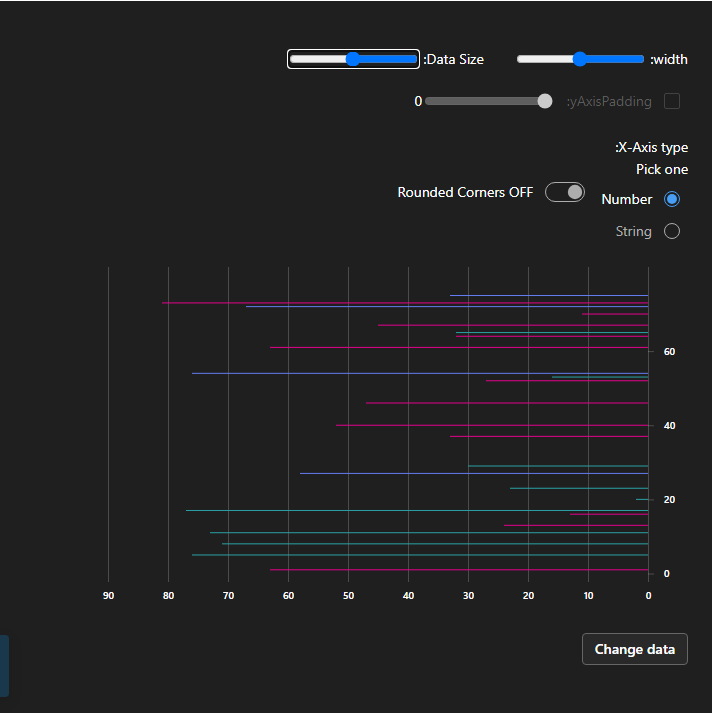 :width
:Data Size
:yAxisPadding
0
:X-Axis type
Pick one
Number
Rounded Corners OFF
String
60
40
20
0
90 80 70 60 50 40 30 20 10 0
Change data